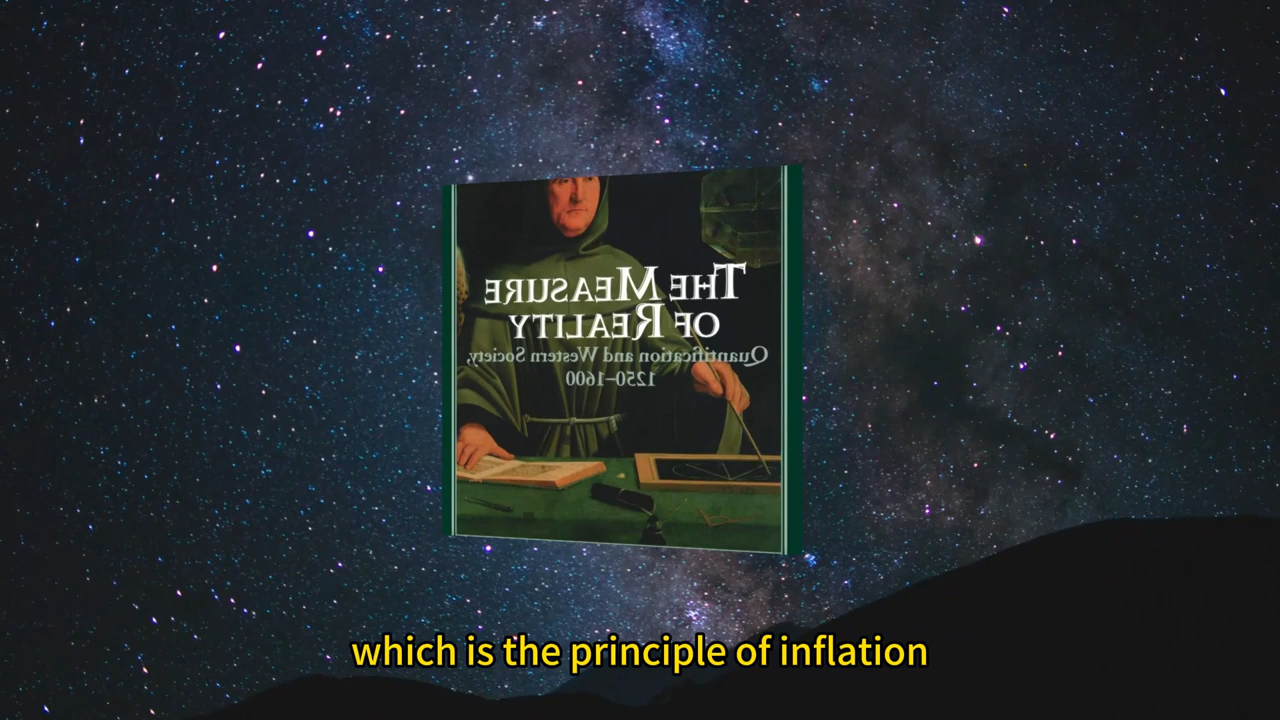 THE MEASURE
OF REALITY
Quantification and Western Society,
1250–1600
which is the principle of inflation